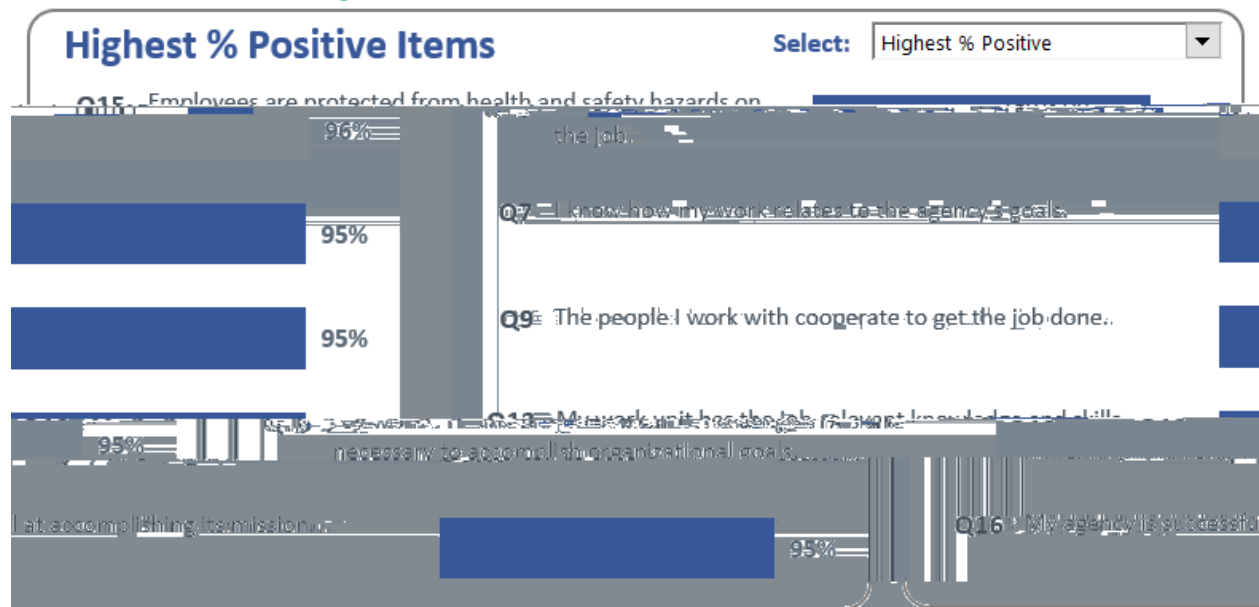 Highest % Positive Items
Select: Highest % Positive
Q15 Employees are protected from health and safety hazards on
96%
the job.
Q7 I know how my work relates to the agency's goals.
95%
Q9 The people I work with cooperate to get the job done.
95%
Q12 My work unit has the job-relevant knowledge and skills
95%
necessary to accomplish organizational goals.
Q16 My agency is successful at accomplishing its mission.
95%